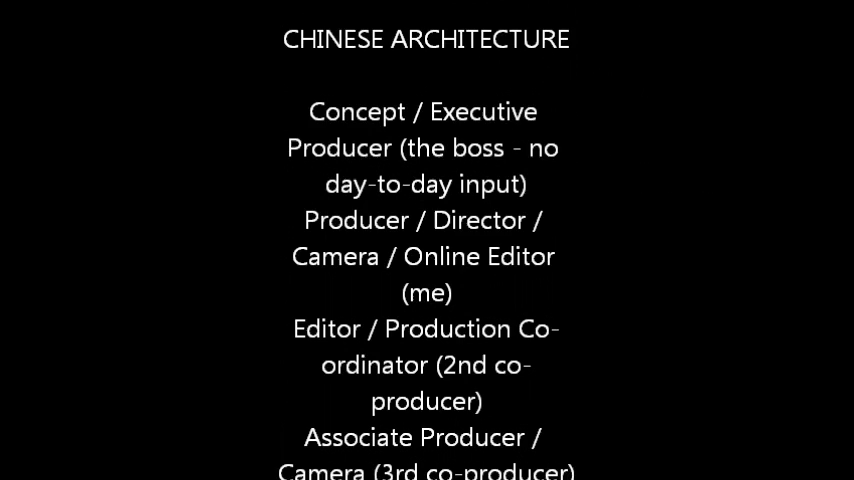 CHINESE ARCHITECTURE
Concept / Executive
Producer (the boss - no
day-to-day input)
Producer / Director /
Camera / Online Editor
(me)
Editor / Production Co-
ordinator (2nd co-
producer)
Associate Producer /
Camera (3rd co-producer)